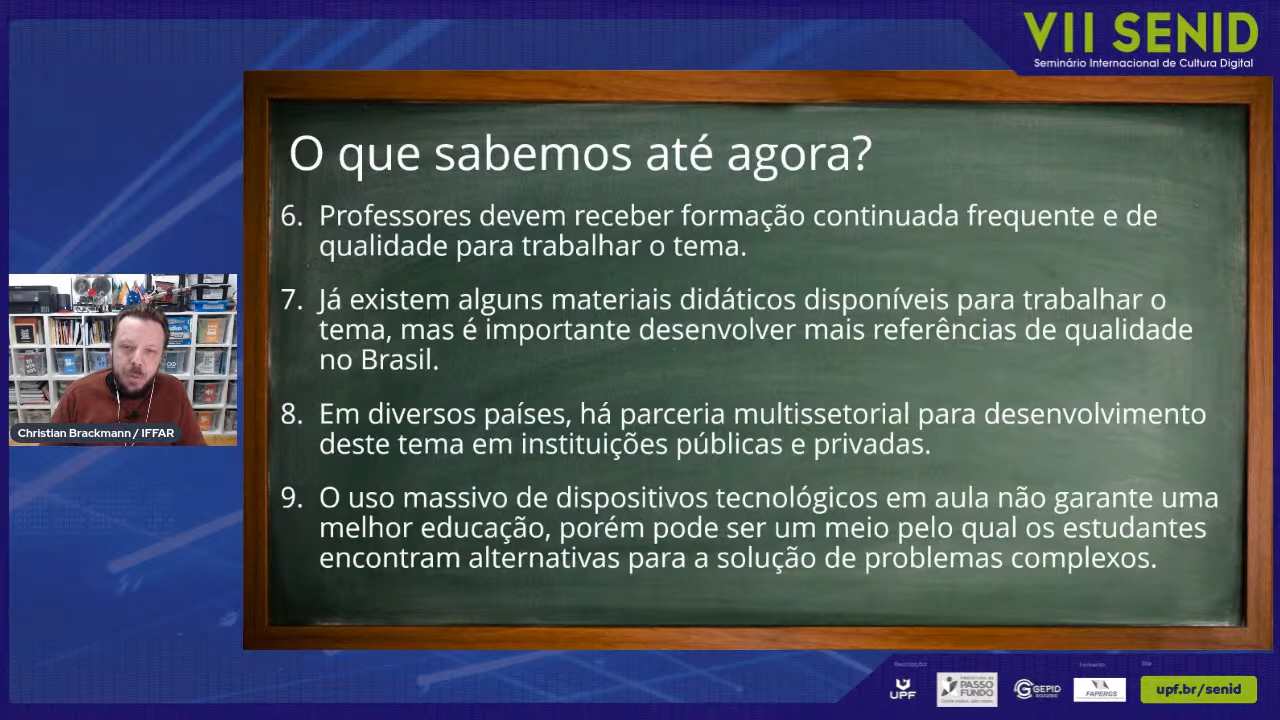 VII SENID
Seminário Internacional de Cultura Digital
O que sabemos até agora?
6. Professores devem receber formação continuada frequente e de
qualidade para trabalhar o tema.
7. Já existem alguns materiais didáticos disponíveis para trabalhar o
tema, mas é importante desenvolver mais referências de qualidade
no Brasil.
8. Em diversos países, há parceria multissetorial para desenvolvimento
deste tema em instituições públicas e privadas.
9. O uso massivo de dispositivos tecnológicos em aula não garante uma
melhor educação, porém pode ser um meio pelo qual os estudantes
encontram alternativas para a solução de problemas complexos.
Christian Brackmann / IFFAR
Realização:
Fomento:
Site
UPF
PREFEITURA DE
PASSO
FUNDO
GEPID
FAPERGS
upf.br/senid